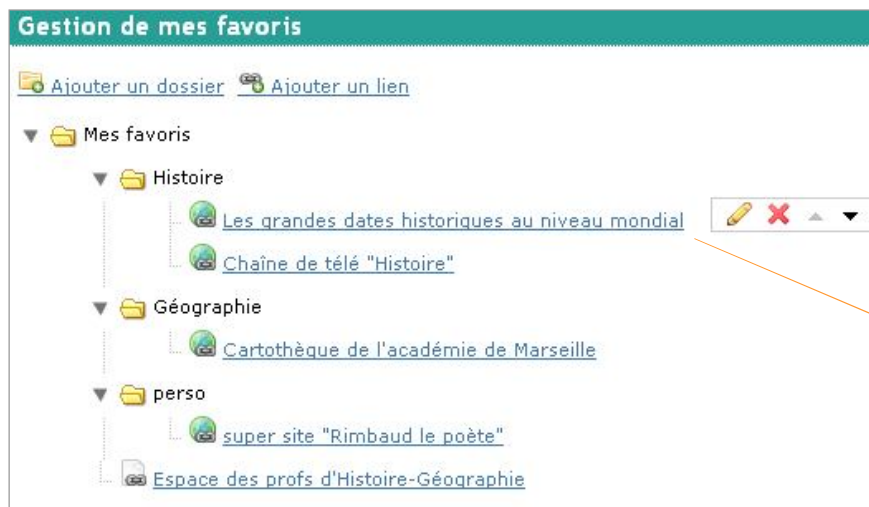 Gestion de mes favoris
Ajouter un dossier Ajouter un lien
Mes favoris
Histoire
Les grandes dates historiques au niveau mondial
Chaîne de télé "Histoire"
Géographie
Cartothèque de l'académie de Marseille
perso
super site "Rimbaud le poète"
Espace des profs d'Histoire-Géographie